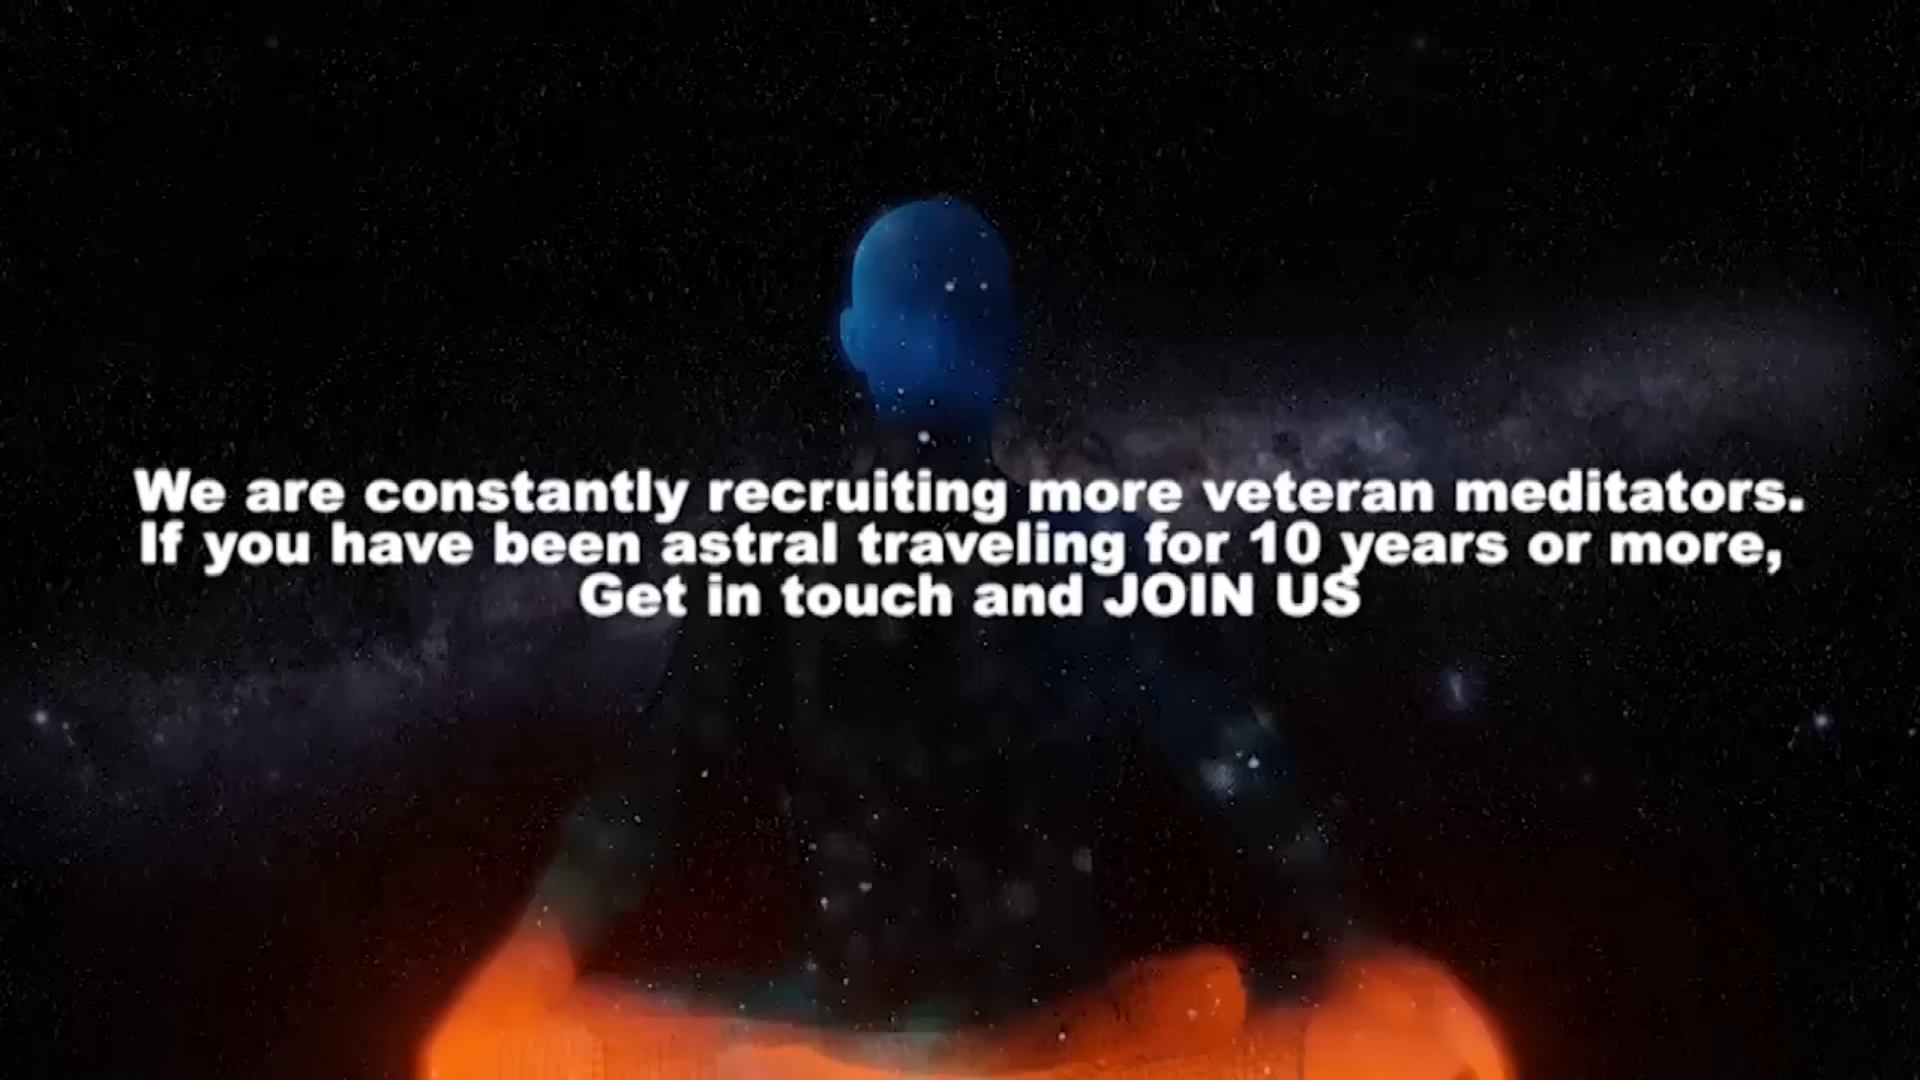 We are constantly recruiting more veteran meditators.
If you have been astral traveling for 10 years or more,
Get in touch and JOIN US